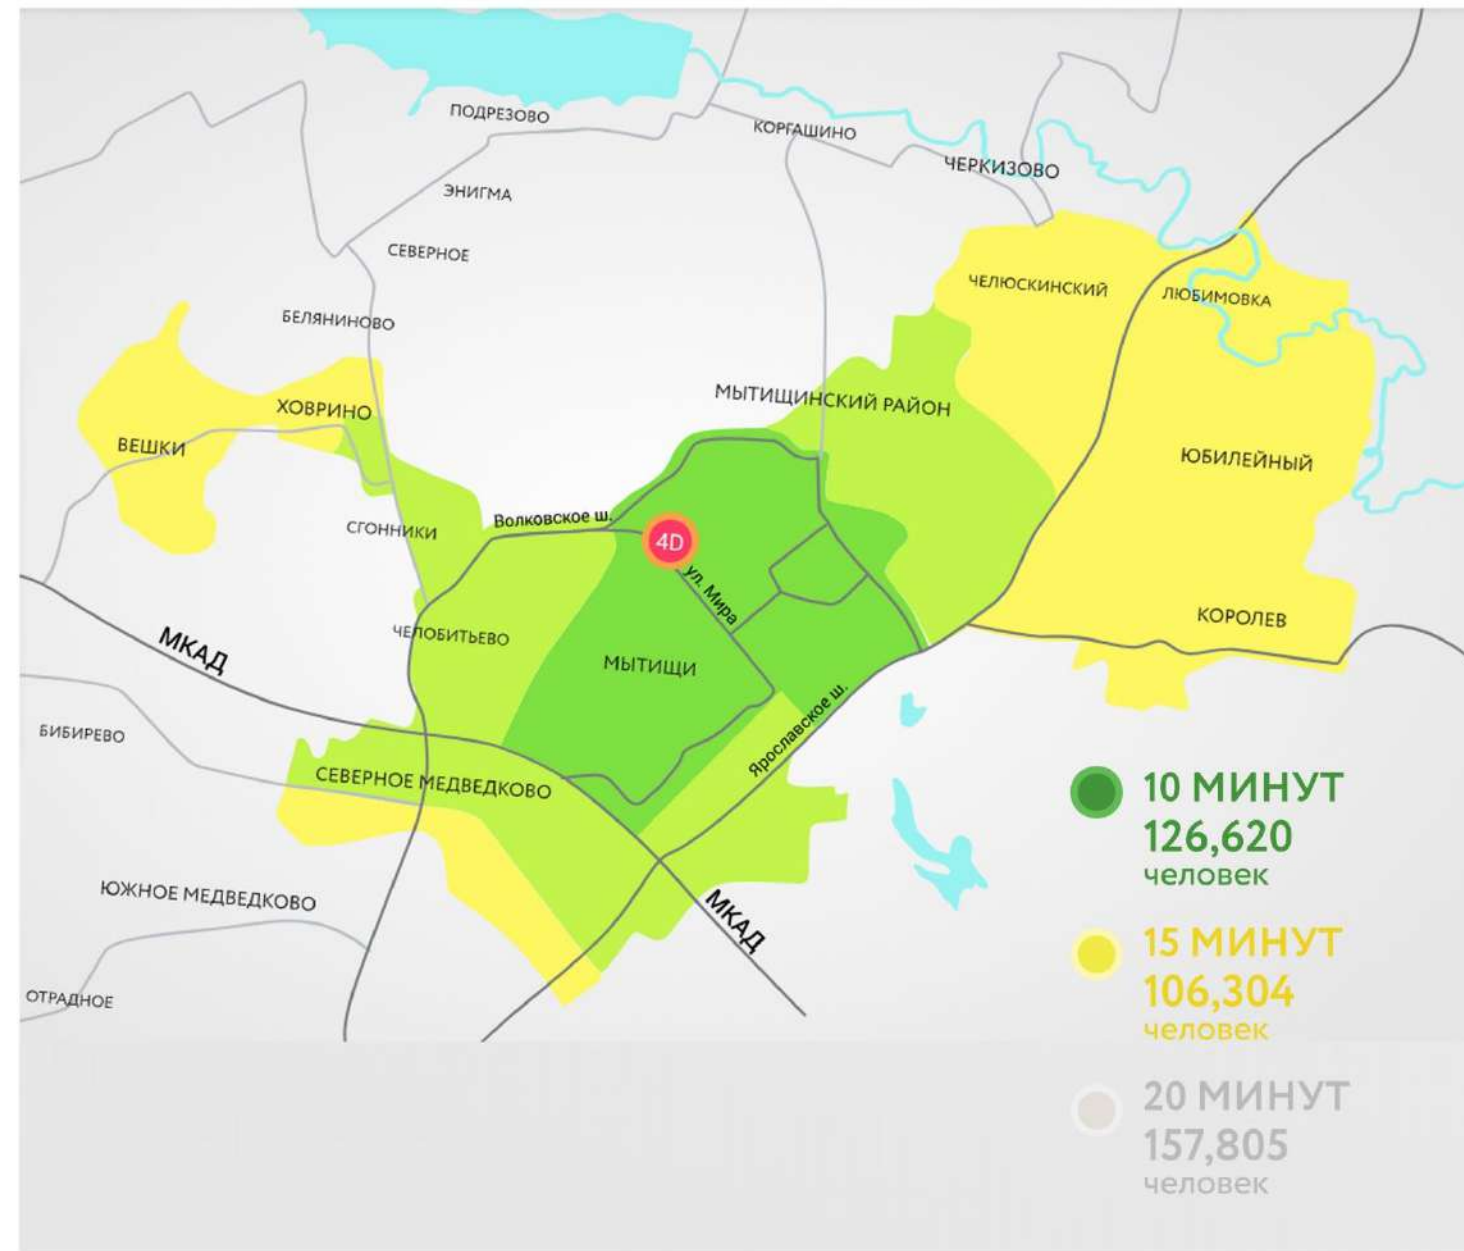 ПОДРЕЗОВО
КОРГАШИНО
ЧЕРКИЗОВО
ЭНИГМА
СЕВЕРНОЕ
ЧЕЛЮСКИНСКИЙ
ЛЮБИМОВКА
БЕЛЯНИНОВО
МЫТИЩИНСКИЙ РАЙОН
ХОВРИНО
ВЕШКИ
ЮБИЛЕЙНЫЙ
Волковское ш.
СГОННИКИ
4D
ул. Мира
КОРОЛЕВ
ЧЕЛОБИТЬЕВО
МКАД
МЫТИЩИ
Ярославское ш.
БИБИРЕВО
СЕВЕРНОЕ МЕДВЕДКОВО
ЮЖНОЕ МЕДВЕДКОВО
МКАД
ОТРАДНОЕ
10 МИНУТ
126,620
человек
15 МИНУТ
106,304
человек
20 МИНУТ
157,805
человек